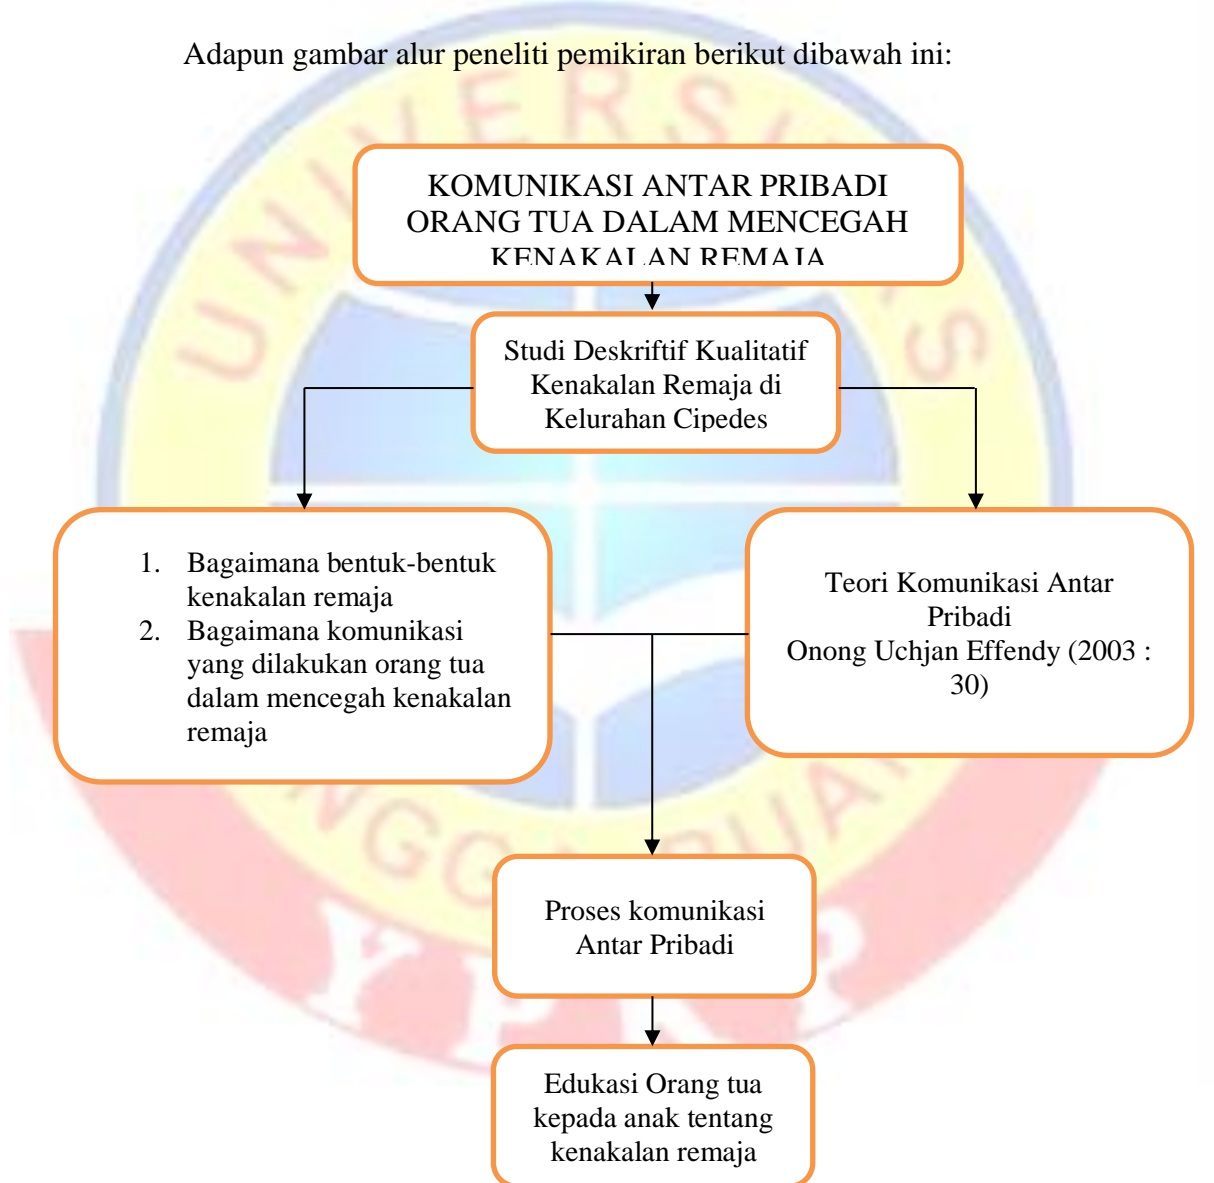 Adapun gambar alur peneliti pemikiran berikut dibawah ini:
KOMUNIKASI ANTAR PRIBADI
ORANG TUA DALAM MENCEGAH
KENAKALAN REMAJA
Studi Deskriftif Kualitatif
Kenakalan Remaja di
Kelurahan Cipedes
1. Bagaimana bentuk-bentuk
kenakalan remaja
2. Bagaimana komunikasi
yang dilakukan orang tua
dalam mencegah kenakalan
remaja
Teori Komunikasi Antar
Pribadi
Onong Uchjan Effendy (2003 :
30)
Proses komunikasi
Antar Pribadi
Edukasi Orang tua
kepada anak tentang
kenakalan remaja
UNIVERSITAS
YPKP